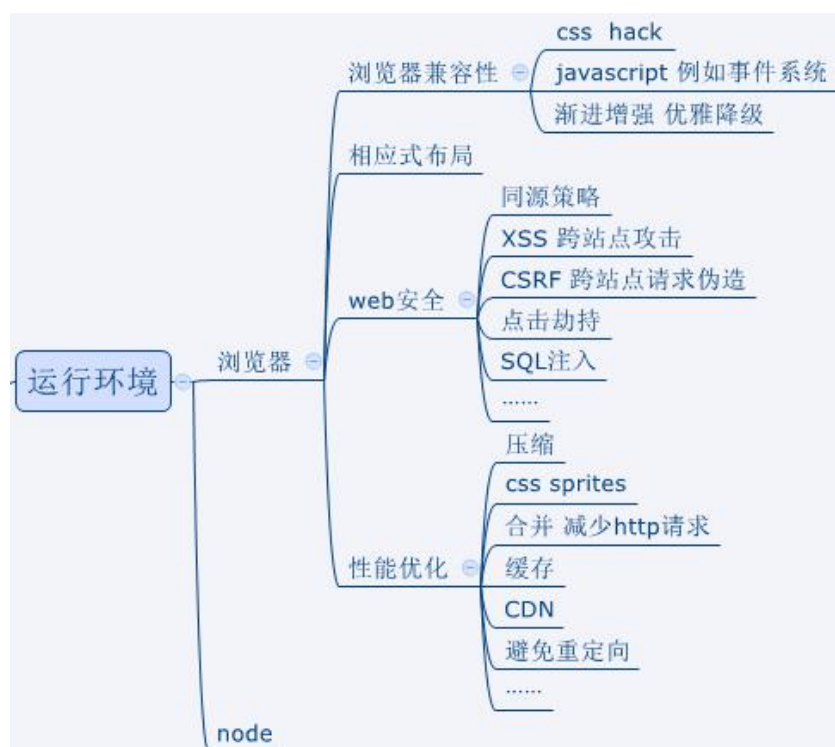 css hack
浏览器兼容性
javascript 例如事件系统
渐进增强 优雅降级
相应式布局
同源策略
XSS 跨站点攻击
CSRF 跨站点请求伪造
web安全
点击劫持
SQL注入
......
浏览器
运行环境
压缩
css sprites
合并 减少http请求
性能优化
缓存
CDN
避免重定向
......
node